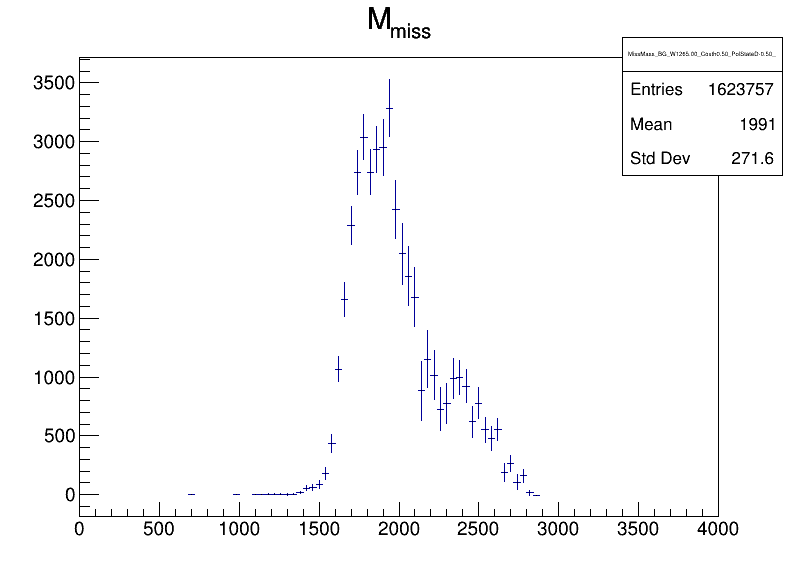 M_miss
MissMass_BG_W1265.00_Costh0.50_PolStateD-0.50_
Entries 1623757
Mean 1991
Std Dev 271.6
3500
3000
2500
2000
1500
1000
500
0
0 500 1000 1500 2000 2500 3000 3500 4000